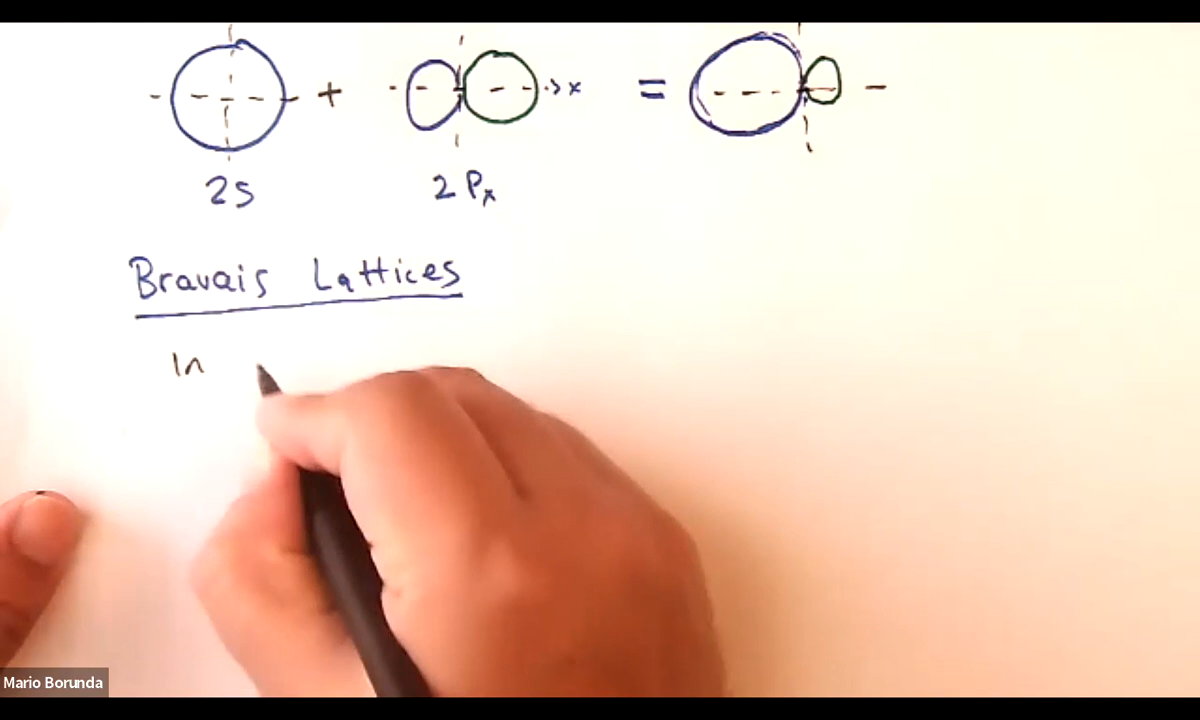 + → x =
2S 2Px
Bravais Lattices
In
Mario Borunda